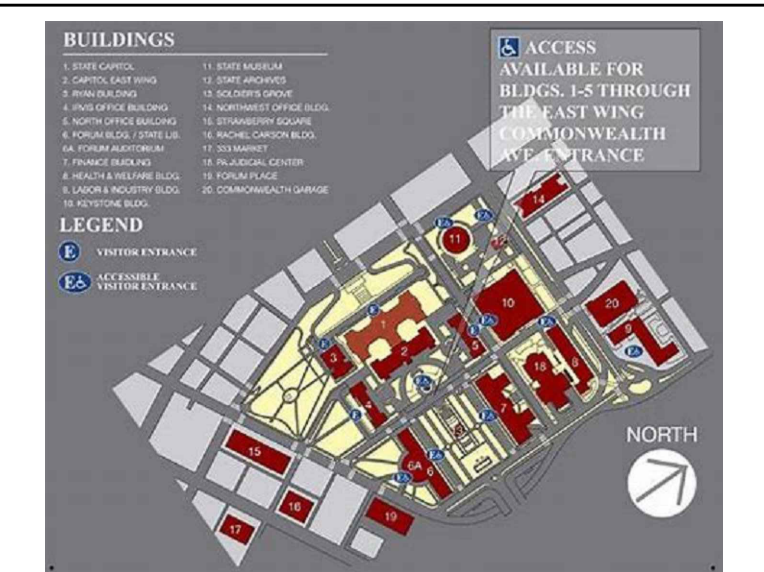 BUILDINGS
1. STATE CAPITOL
2. CAPITOL EAST WING
3. RYAN BUILDING
4. IRVIS OFFICE BUILDING
5. NORTH OFFICE BUILDING
6. FORUM BLDG. / STATE LIB.
6A. FORUM AUDITORIUM
7. FINANCE BUIDLING
8. HEALTH & WELFARE BLDG.
9. LABOR & INDUSTRY BLDG.
10. KEYSTONE BLDG.
11. STATE MUSEUM
12. STATE ARCHIVES
13. SOLDIER'S GROVE
14. NORTHWEST OFFICE BLDG.
15. STRAWBERRY SQUARE
16. RACHEL CARSON BLDG.
17. 333 MARKET
18. PA JUDICIAL CENTER
19. FORUM PLACE
20. COMMONWEALTH GARAGE
ACCESS
AVAILABLE FOR
BLDGS. 1-5 THROUGH
THE EAST WING
COMMONWEALTH
AVE. ENTRANCE
LEGEND
E VISITOR ENTRANCE
E ACCESSIBLE
VISITOR ENTRANCE
14
E
E
11
12
10
20
E
1
E
E
5
E
9
E
E
3
2
8
18
E
4
E
7
E
13
15
6A
6
E
E
NORTH
16
19
17